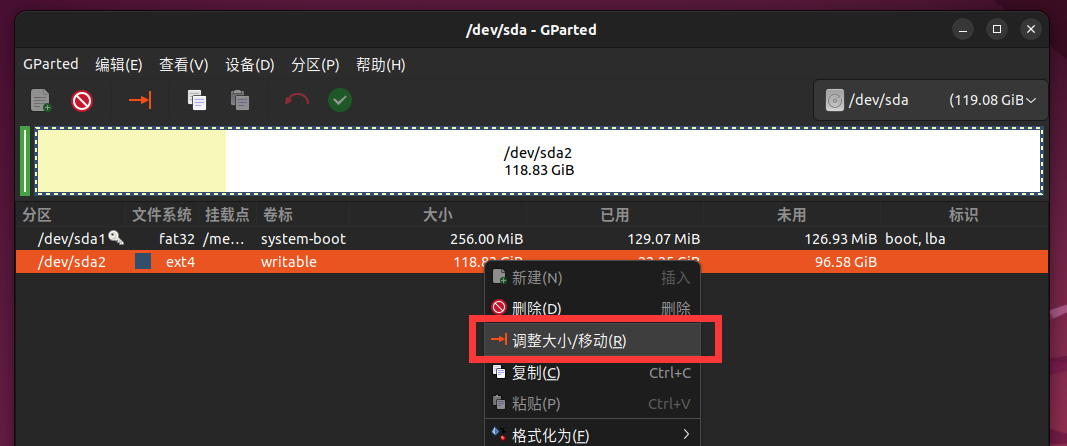 /dev/sda - GParted
GParted 编辑(E) 查看(V) 设备(D) 分区(P) 帮助(H)
/dev/sda (119.08 GiB
/dev/sda2
118.83 GiB
分区 文件系统 挂载点 卷标 大小 已用 未用 标识
/dev/sda1 fat32 /me... system-boot 256.00 MiB 129.07 MiB 126.93 MiB boot, lba
/dev/sda2 ext4 writable 118.83 GiB 22.25 GiB 96.58 GiB
新建(N) 插入
删除(D) 删除
调整大小/移动(R)
复制(C) Ctrl+C
粘贴(P) Ctrl+V
格式化为(F)